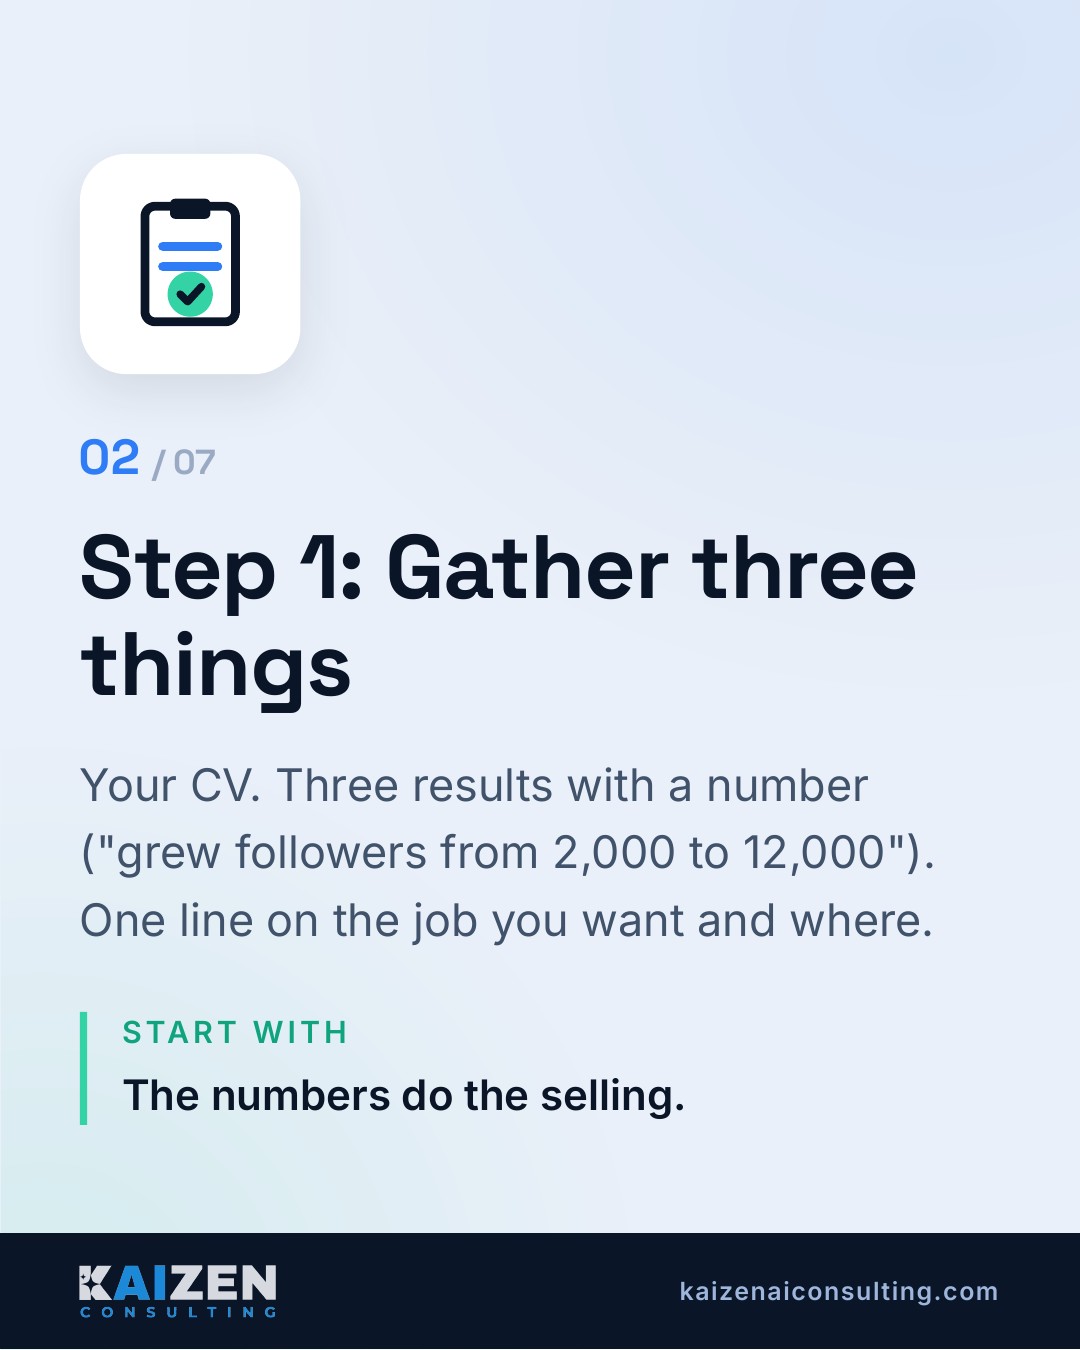 02 / 07
Step 1: Gather three
things
Your CV. Three results with a number
("grew followers from 2,000 to 12,000").
One line on the job you want and where.
START WITH
The numbers do the selling.
KAIZEN
CONSULTING
kaizenaiconsulting.com